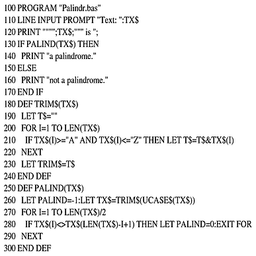 100 PROGRAM "Palindr.bas"
110 LINE INPUT PROMPT "Text: ":TX$
120 PRINT """";TX$;""" is ";
130 IF PALIND(TX$) THEN
140 PRINT "a palindrome."
150 ELSE
160 PRINT "not a palindrome."
170 END IF
180 DEF TRIM$(TX$)
190 LET T$=""
200 FOR I=1 TO LEN(TX$)
210 IF TX$(I)>="A" AND TX$(I)<="Z" THEN LET T$=T$&TX$(I)
220 NEXT
230 LET TRIM$=T$
240 END DEF
250 DEF PALIND(TX$)
260 LET PALIND=-1:LET TX$=TRIM$(UCASE$(TX$))
270 FOR I=1 TO LEN(TX$)/2
280 IF TX$(I)<>TX$(LEN(TX$)-I+1) THEN LET PALIND=0:EXIT FOR
290 NEXT
300 END DEF